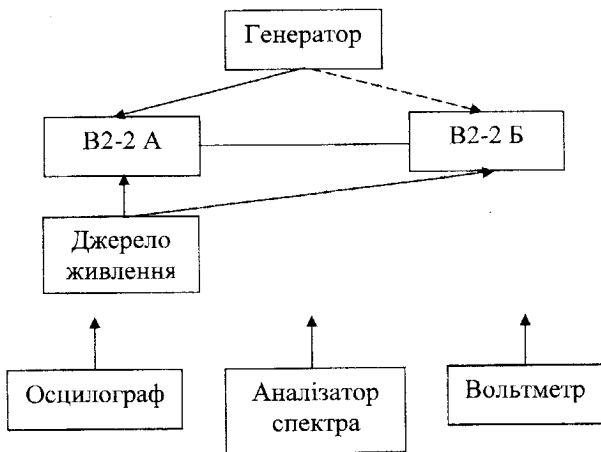 Генератор
В2-2 А
В2-2 Б
Джерело
живлення
Осцилограф
Аналізатор
спектра
Вольтметр